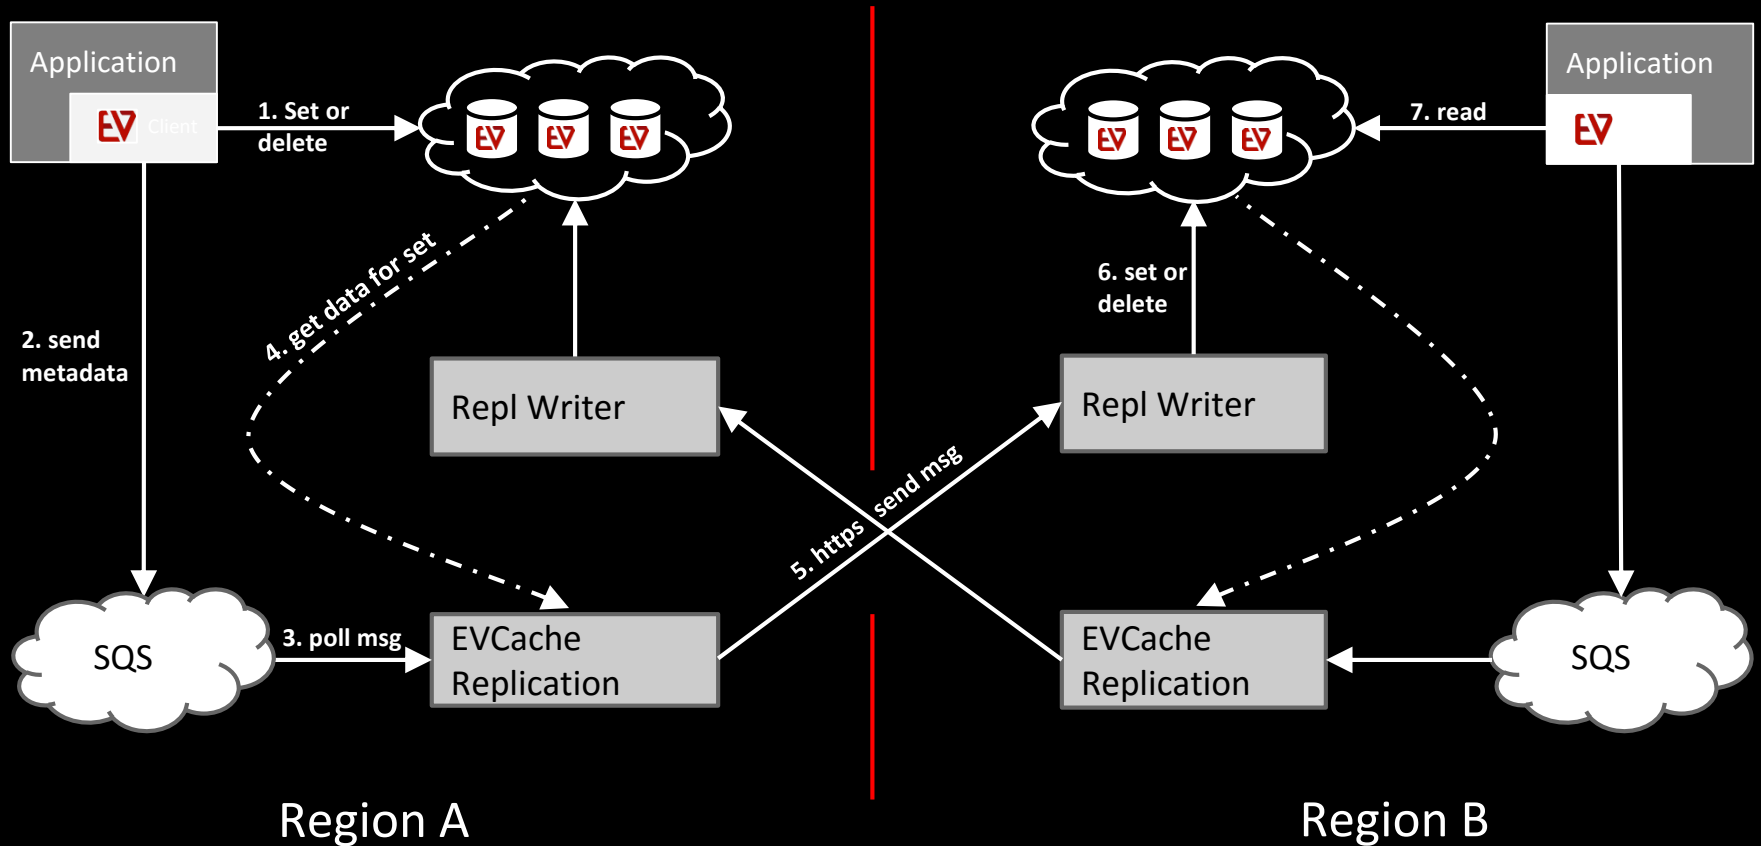 Application
EV Client
1. Set or
delete
EV EV EV
2. send
metadata
4. get data for set
Repl Writer
SQS
3. poll msg
EVCache
Replication
5. https send msg
Region A
Application
EV
7. read
EV EV EV
6. set or
delete
Repl Writer
EVCache
Replication
SQS
Region B